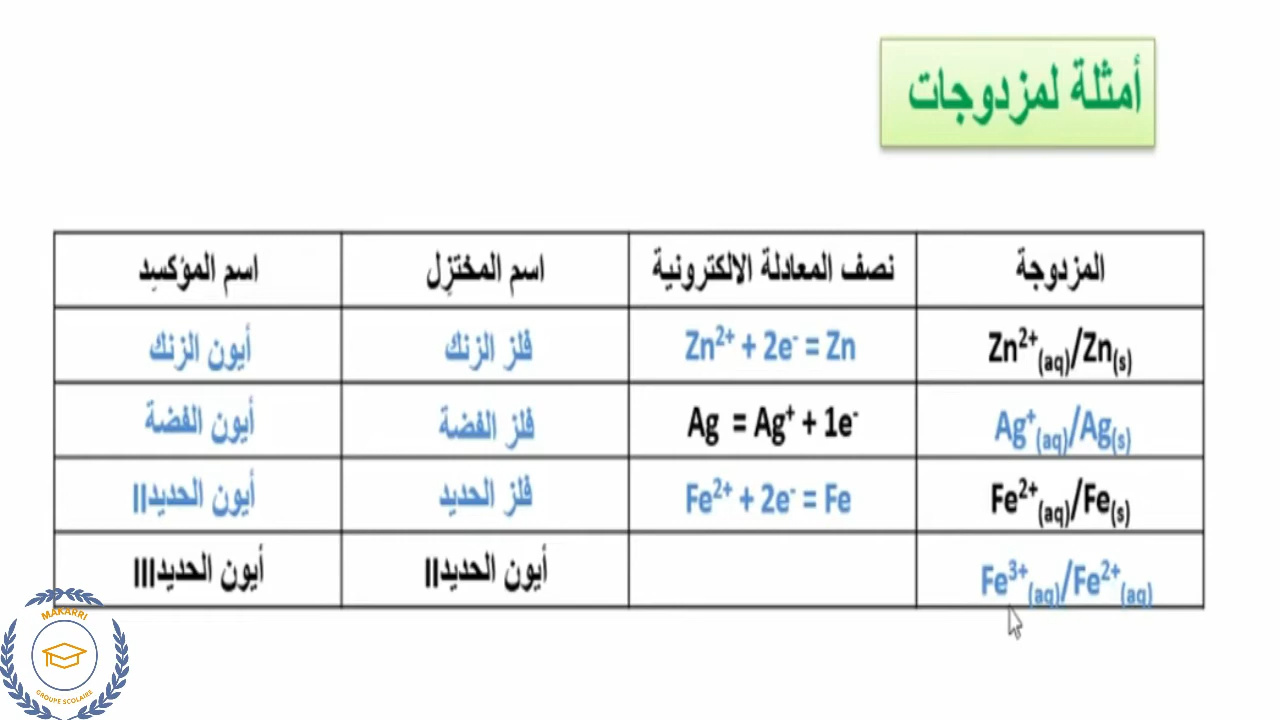 أمثلة لمزدوجات
المزدوجة نصف المعادلة الالكترونية اسم المختزِل اسم المؤكسِد
Zn²⁺(aq)/Zn(s) Zn²⁺ + 2e⁻ = Zn فلز الزنك أيون الزنك
Ag⁺(aq)/Ag(s) Ag = Ag⁺ + 1e⁻ فلز الفضة أيون الفضة
Fe²⁺(aq)/Fe(s) Fe²⁺ + 2e⁻ = Fe فلز الحديد أيون الحديدII
Fe³⁺(aq)/Fe²⁺(aq) أيون الحديدII أيون الحديدIII
MAKARRI
GROUPE SCOLAIRE